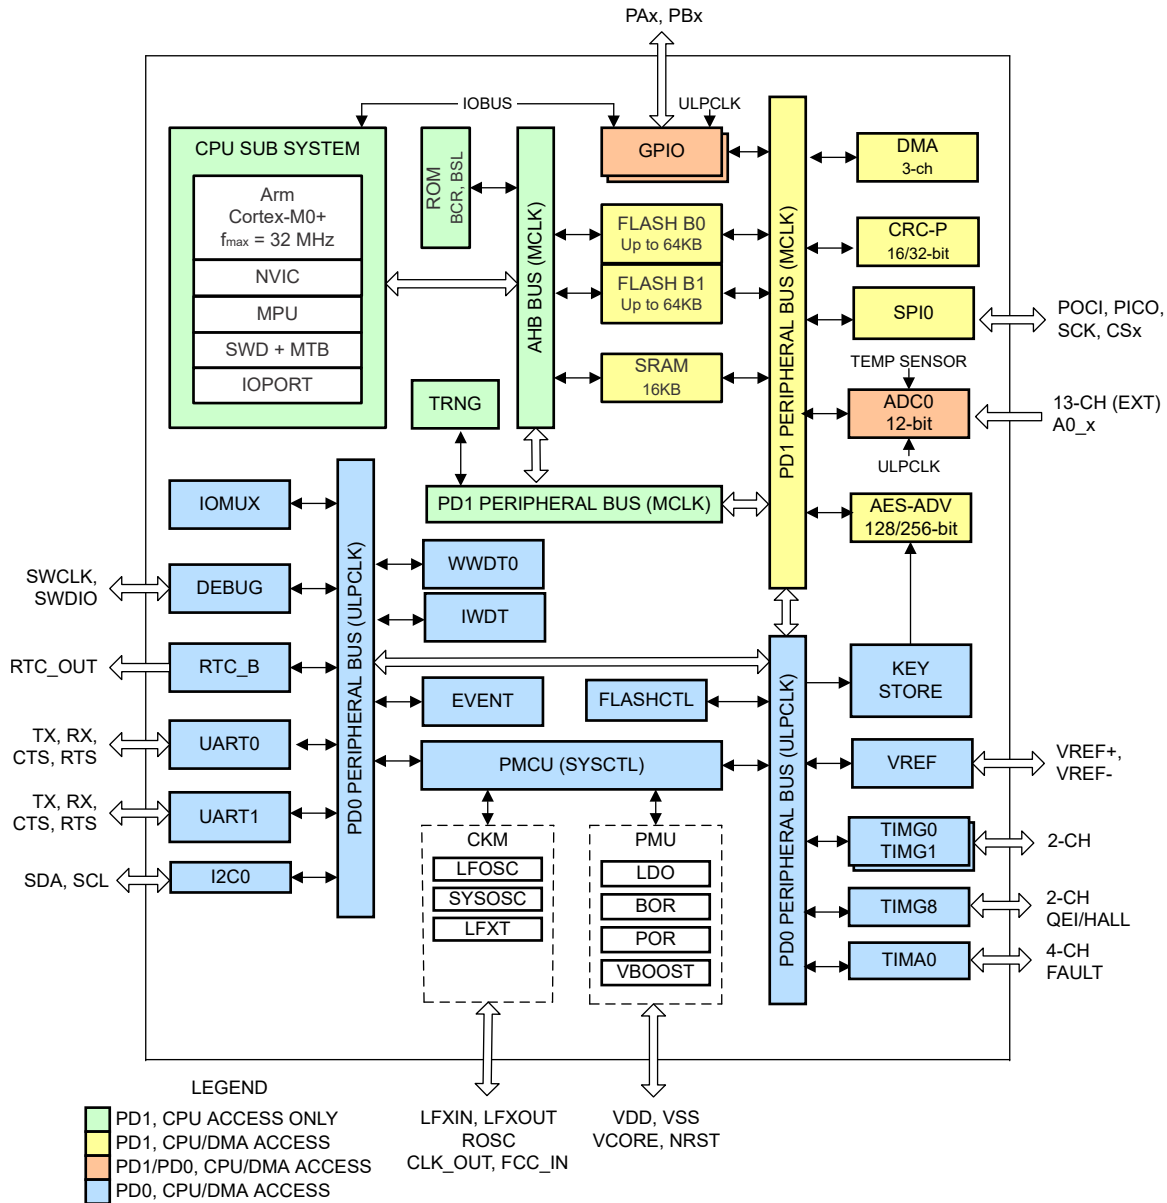 PAx, PBx
IOBUS
ULPCLK
CPU SUB SYSTEM
Arm
Cortex-M0+
fmax = 32 MHz
NVIC
MPU
SWD + MTB
IOPORT
ROM
BCR, BSL
AHB BUS (MCLK)
GPIO
FLASH B0
Up to 64KB
FLASH B1
Up to 64KB
SRAM
16KB
TRNG
PD1 PERIPHERAL BUS (MCLK)
PD1 PERIPHERAL BUS (MCLK)
DMA
3-ch
CRC-P
16/32-bit
SPI0
POCI, PICO,
SCK, CSx
TEMP SENSOR
ADC0
12-bit
13-CH (EXT)
A0_x
ULPCLK
AES-ADV
128/256-bit
IOMUX
SWCLK,
SWDIO
DEBUG
RTC_OUT
RTC_B
TX, RX,
CTS, RTS
UART0
TX, RX,
CTS, RTS
UART1
SDA, SCL
I2C0
PD0 PERIPHERAL BUS (ULPCLK)
WWDT0
IWDT
EVENT
FLASHCTL
PMCU (SYSCTL)
CKM
LFOSC
SYSOSC
LFXT
PMU
LDO
BOR
POR
VBOOST
PD0 PERIPHERAL BUS (ULPCLK)
KEY
STORE
VREF
VREF+,
VREF-
TIMG0
TIMG1
2-CH
TIMG8
2-CH
QEI/HALL
TIMA0
4-CH
FAULT
LFXIN, LFXOUT
ROSC
CLK_OUT, FCC_IN
VDD, VSS
VCORE, NRST
LEGEND
PD1, CPU ACCESS ONLY
PD1, CPU/DMA ACCESS
PD1/PD0, CPU/DMA ACCESS
PD0, CPU/DMA ACCESS